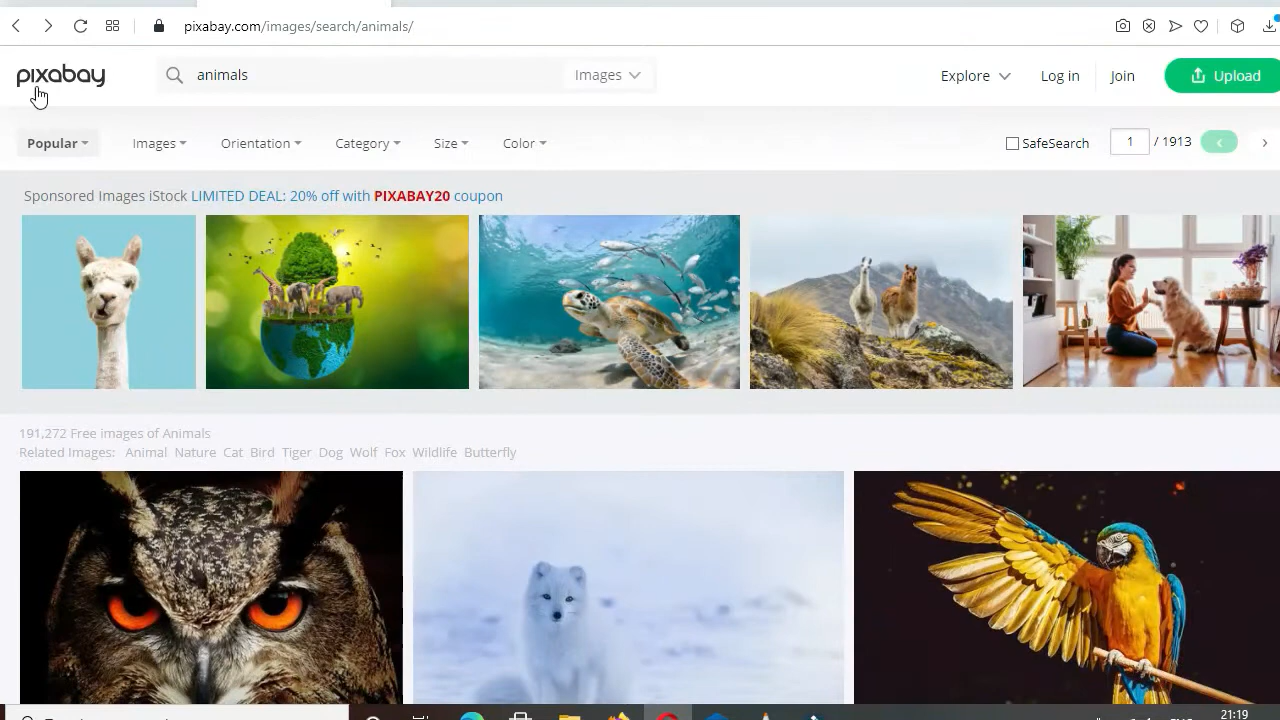 pixabay.com/images/search/animals/
pixabay
animals
Images
Explore
Log in
Join
Upload
Popular
Images
Orientation
Category
Size
Color
SafeSearch
1
/ 1913
Sponsored Images iStock LIMITED DEAL: 20% off with PIXABAY20 coupon
191,272 Free images of Animals
Related Images: Animal Nature Cat Bird Tiger Dog Wolf Fox Wildlife Butterfly
21:19